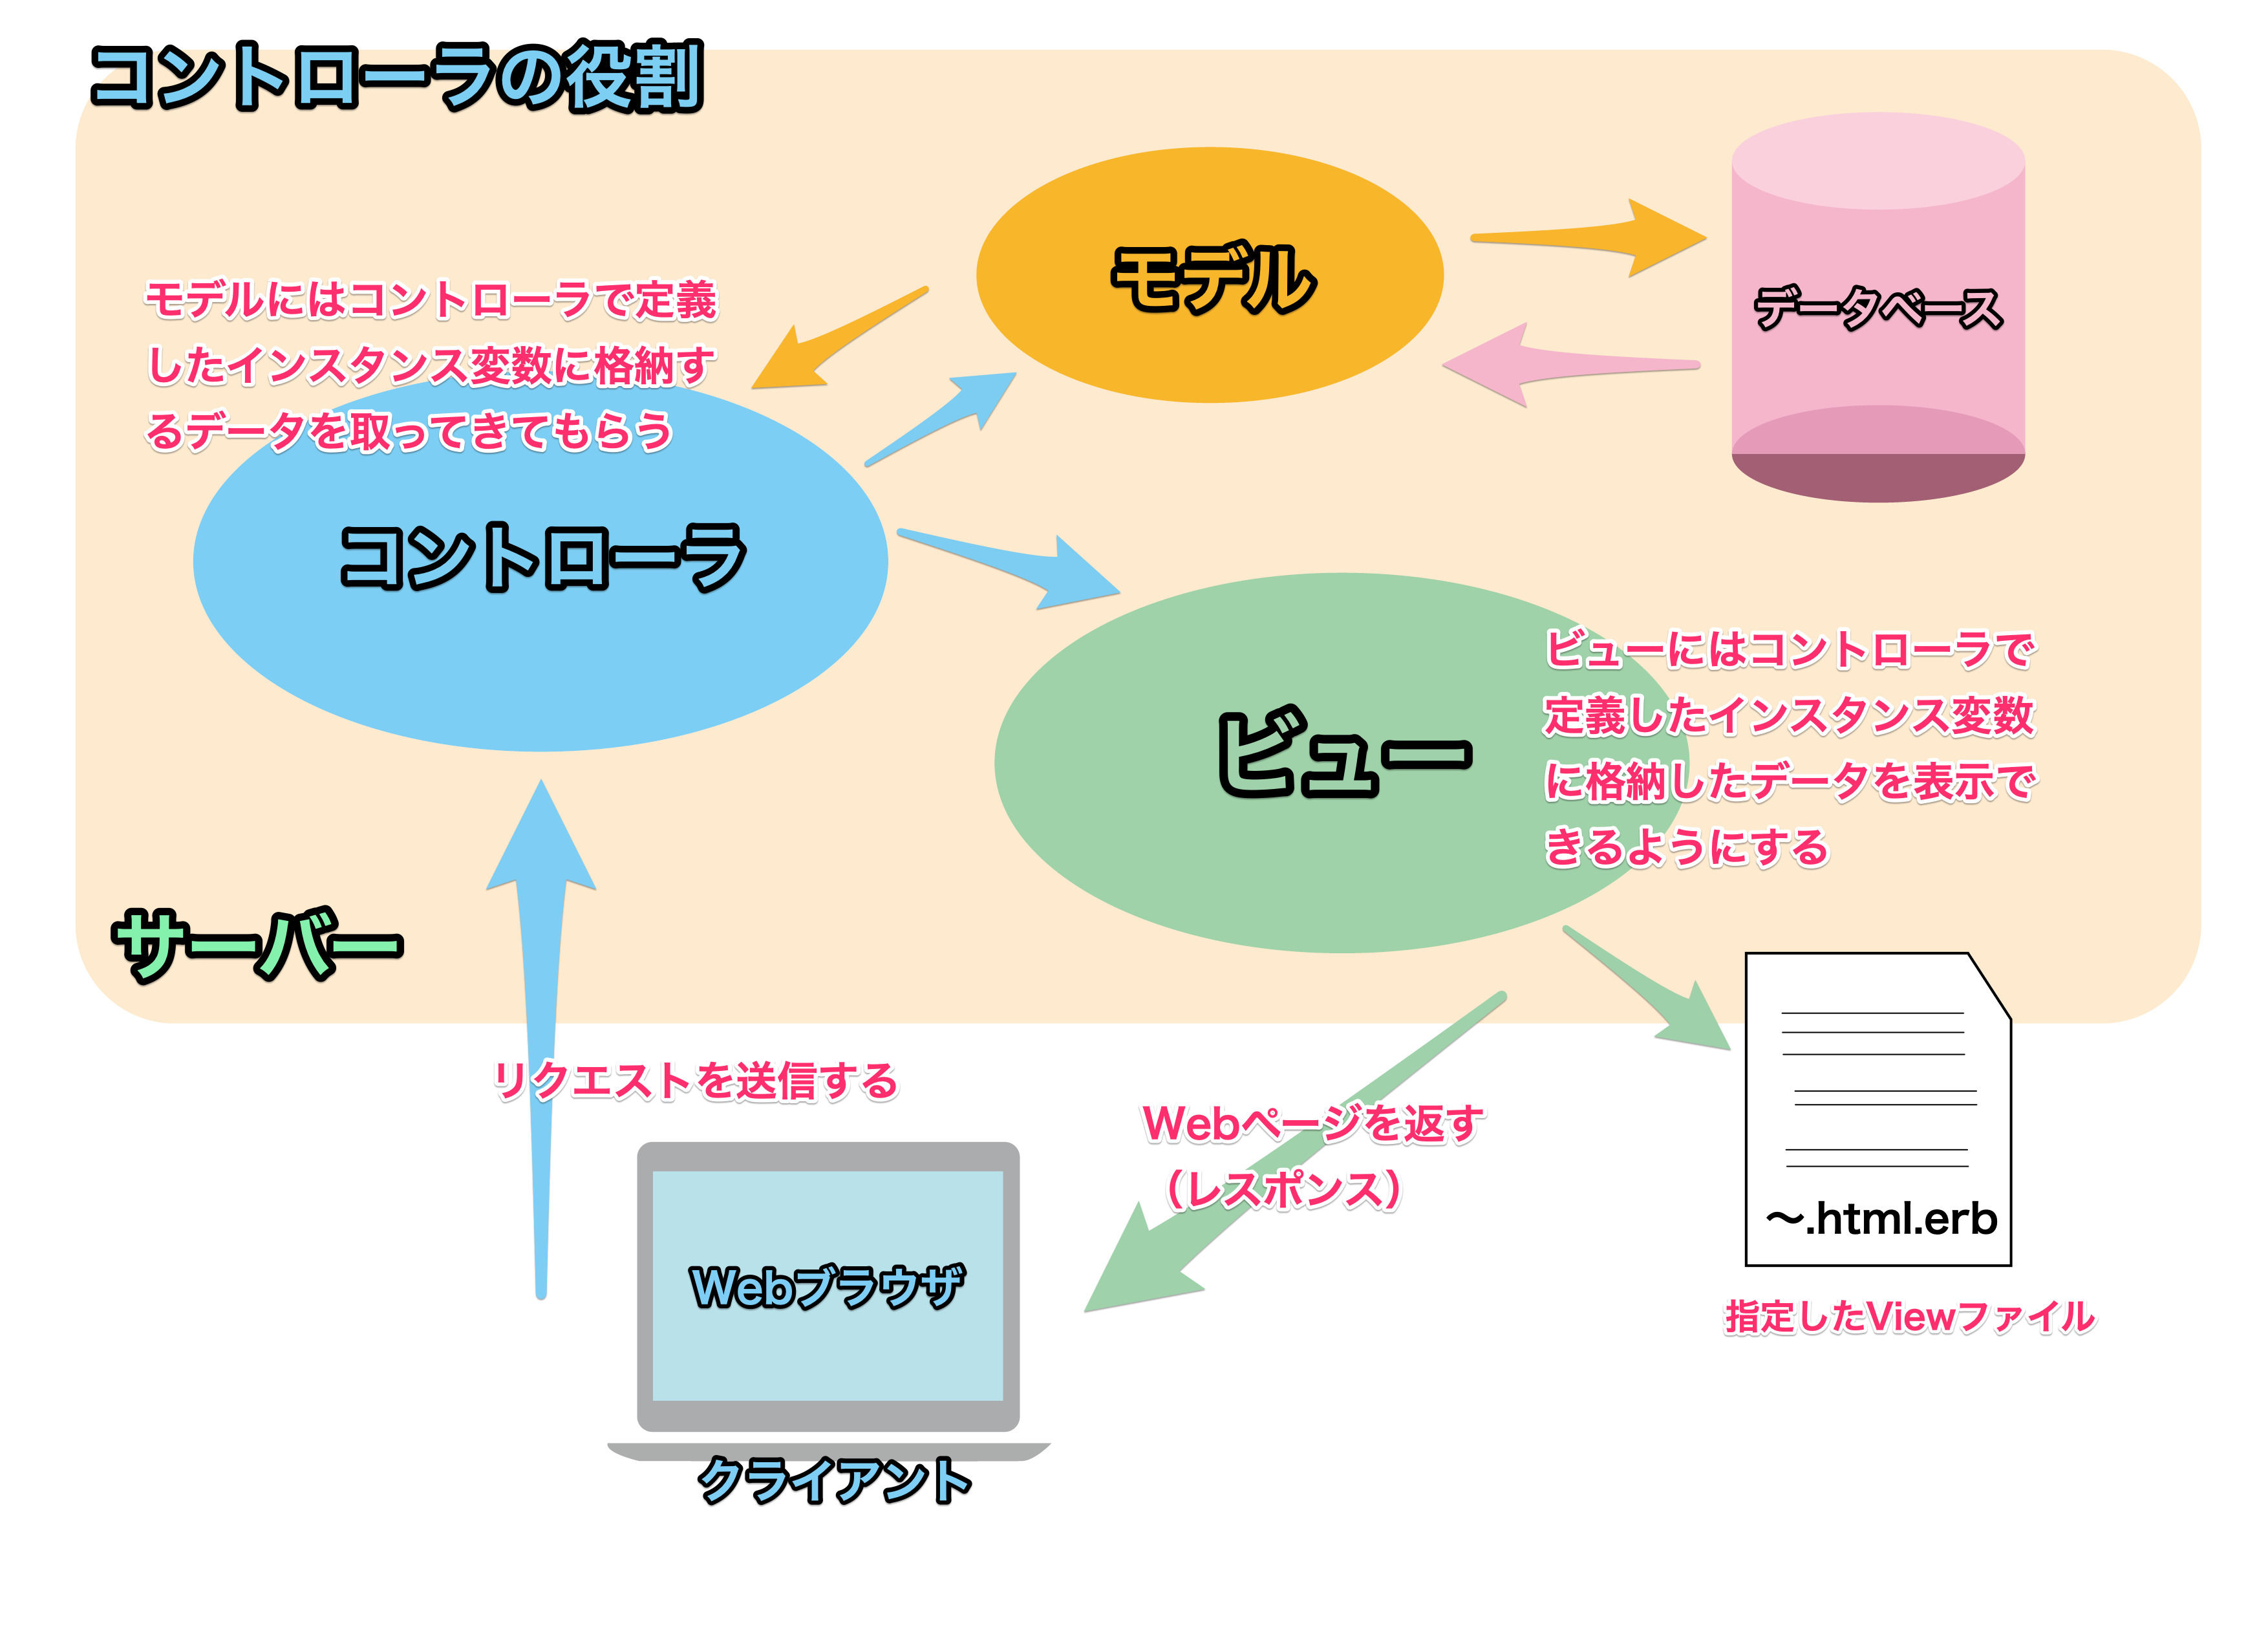 コントローラの役割
モデル
データベース
モデルにはコントローラで定義
したインスタンス変数に格納す
るデータを取ってきてもらう
コントローラ
ビュー
ビューにはコントローラで
定義したインスタンス変数
に格納したデータを表示で
きるようにする
サーバー
リクエストを送信する
Webページを返す
（レスポンス）
〜.html.erb
指定したViewファイル
Webブラウザ
クライアント